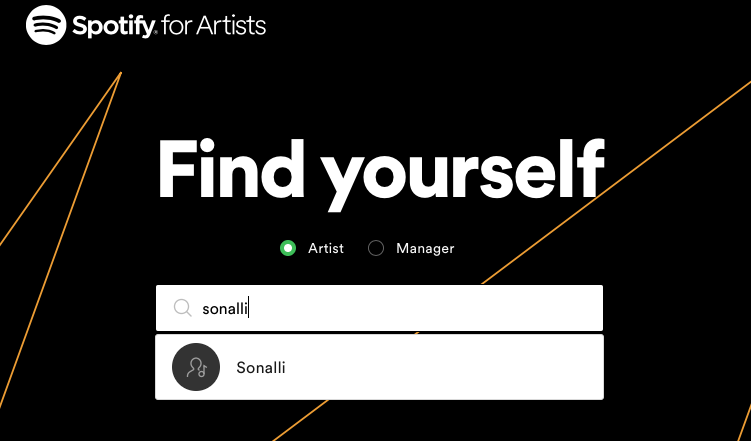 Spotify® for Artists
Find yourself
Artist Manager
sonalli
Sonalli